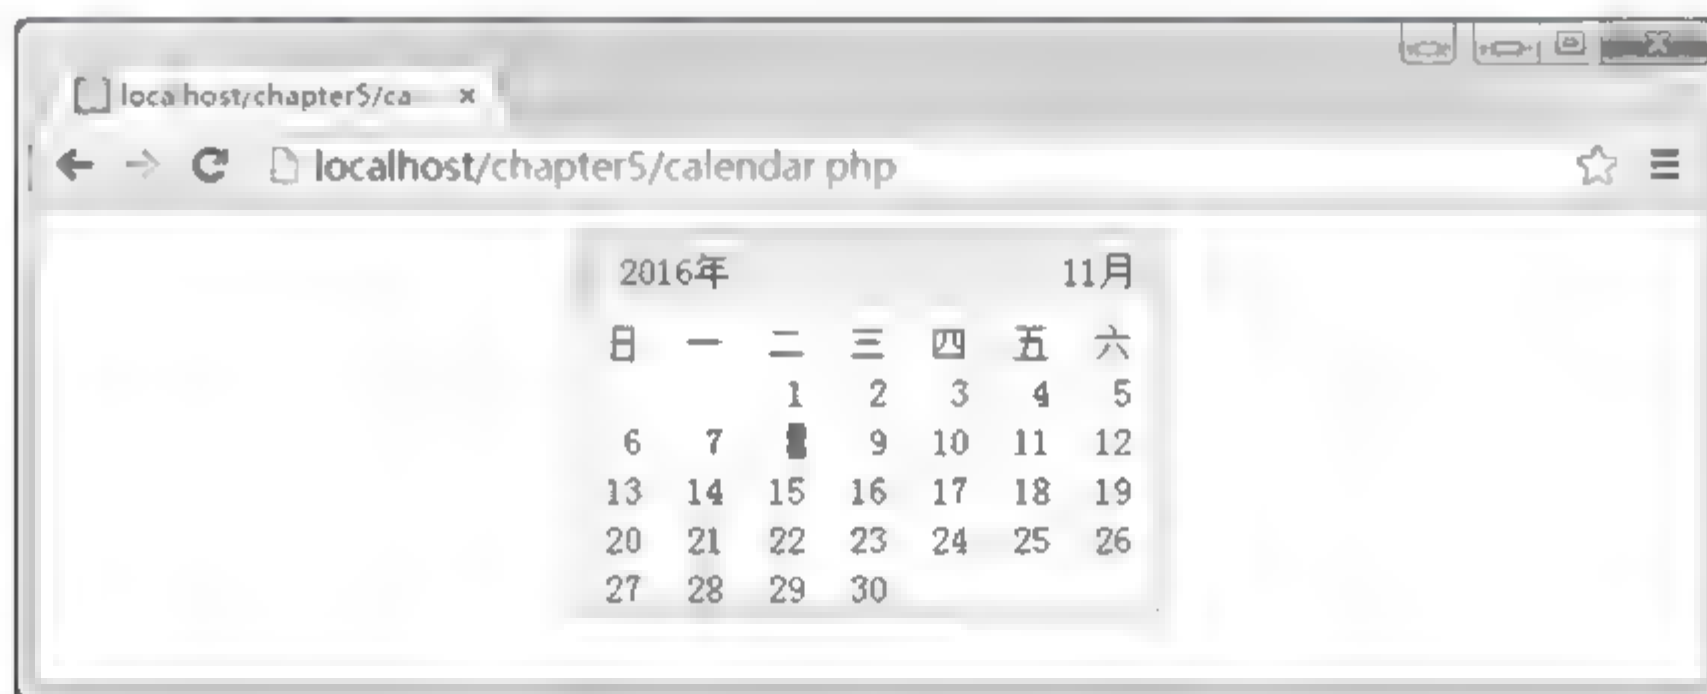 loca host/chapter5/ca
localhost/chapter5/calendar php
2016年 11月
日 一 二 三 四 五 六
1 2 3 4 5
6 7 9 10 11 12
13 14 15 16 17 18 19
20 21 22 23 24 25 26
27 28 29 30